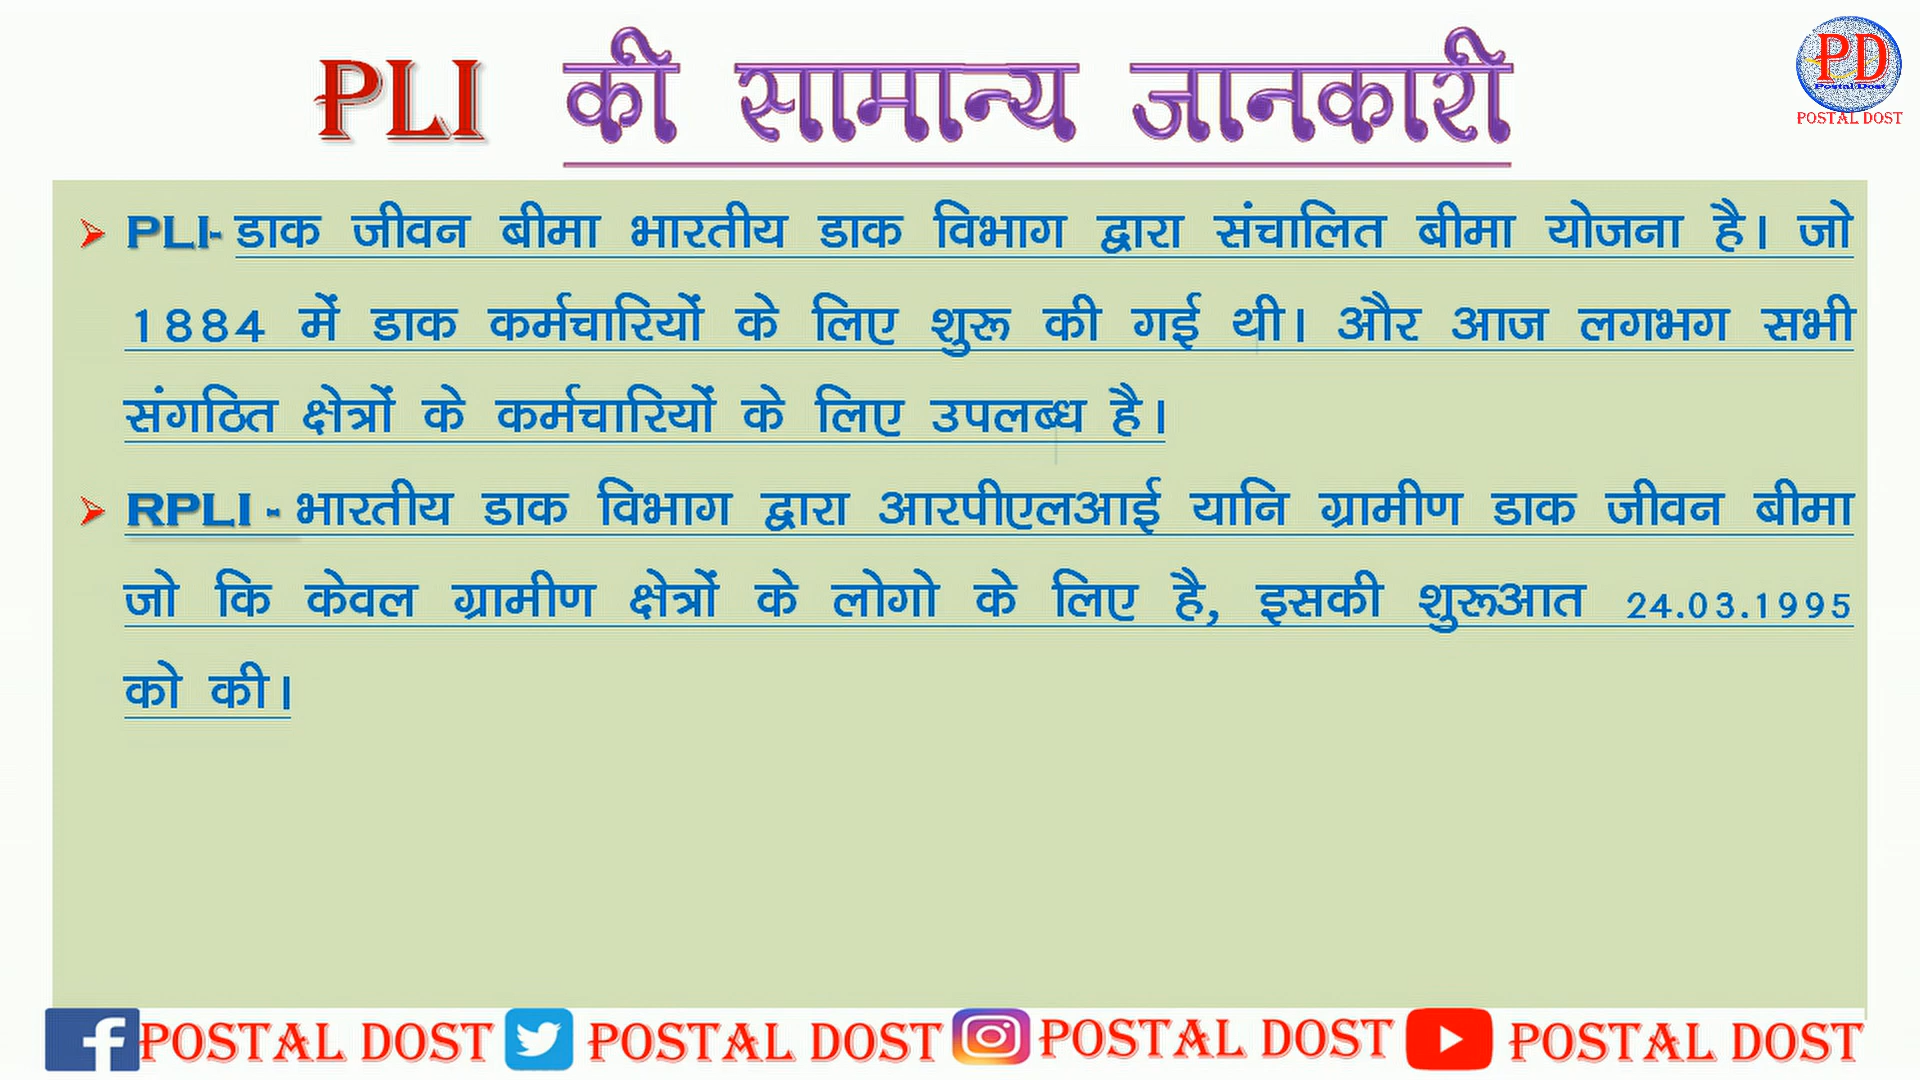 PLI की सामान्य जानकारी
PD
Postal Dost
POSTAL DOST
PLI- डाक जीवन बीमा भारतीय डाक विभाग द्वारा संचालित बीमा योजना है। जो
1884 में डाक कर्मचारियों के लिए शुरू की गई थी। और आज लगभग सभी
संगठित क्षेत्रों के कर्मचारियों के लिए उपलब्ध है।
RPLI - भारतीय डाक विभाग द्वारा आरपीएलआई यानि ग्रामीण डाक जीवन बीमा
जो कि केवल ग्रामीण क्षेत्रों के लोगो के लिए है, इसकी शुरूआत 24.03.1995
को की।
POSTAL DOST POSTAL DOST POSTAL DOST POSTAL DOST